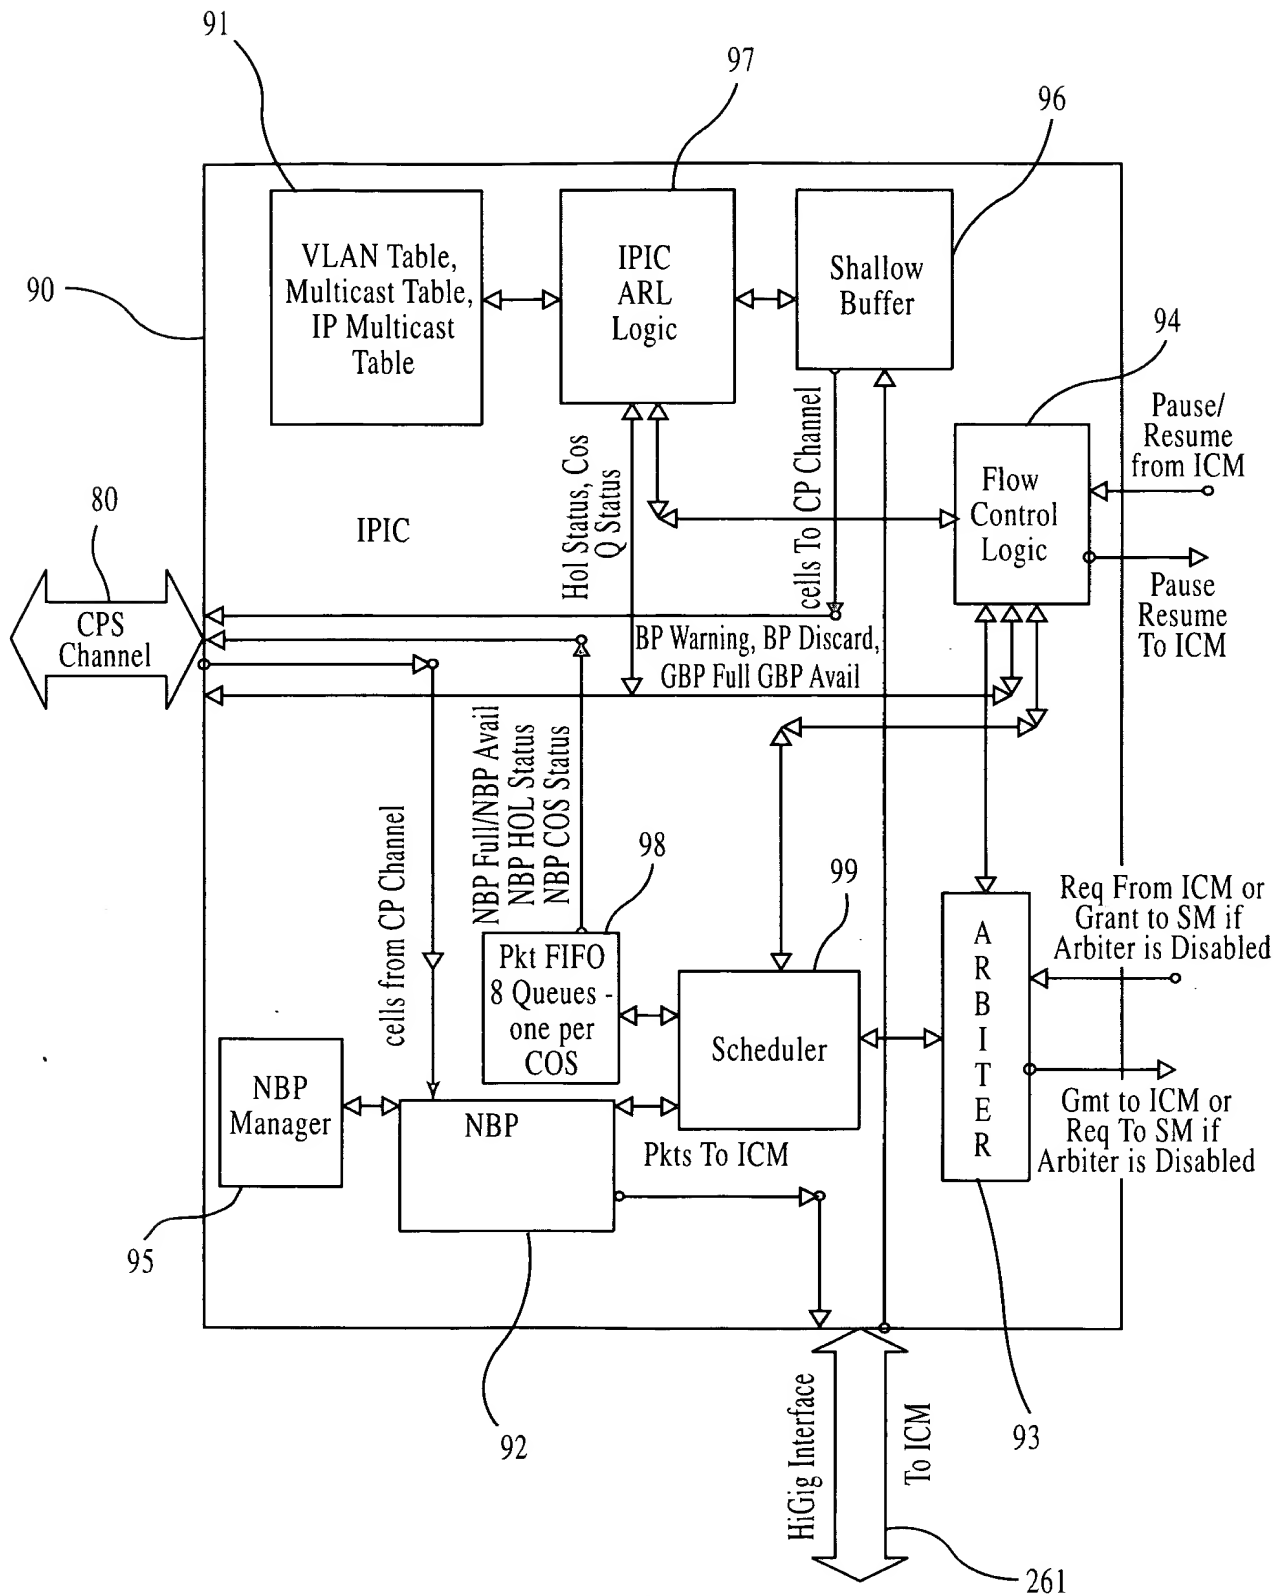 91
97
96
90
VLAN Table,
Multicast Table,
IP Multicast
Table
IPIC
ARL
Logic
Shallow
Buffer
94
Pause/
Resume
from ICM
Flow
Control
Logic
Pause
Resume
To ICM
Hol Status, Cos
Q Status
cells To CP Channel
IPIC
80
CPS
Channel
BP Warning, BP Discard,
GBP Full GBP Avail
NBP Full/NBP Avail
NBP HOL Status
NBP COS Status
cells from CP Channel
98
99
Pkt FIFO
8 Queues -
one per
COS
Scheduler
ARBITER
Req From ICM or
Grant to SM if
Arbiter is Disabled
Gmt to ICM or
Req To SM if
Arbiter is Disabled
NBP
Manager
NBP
Pkts To ICM
95
92
93
HiGig Interface
To ICM
261